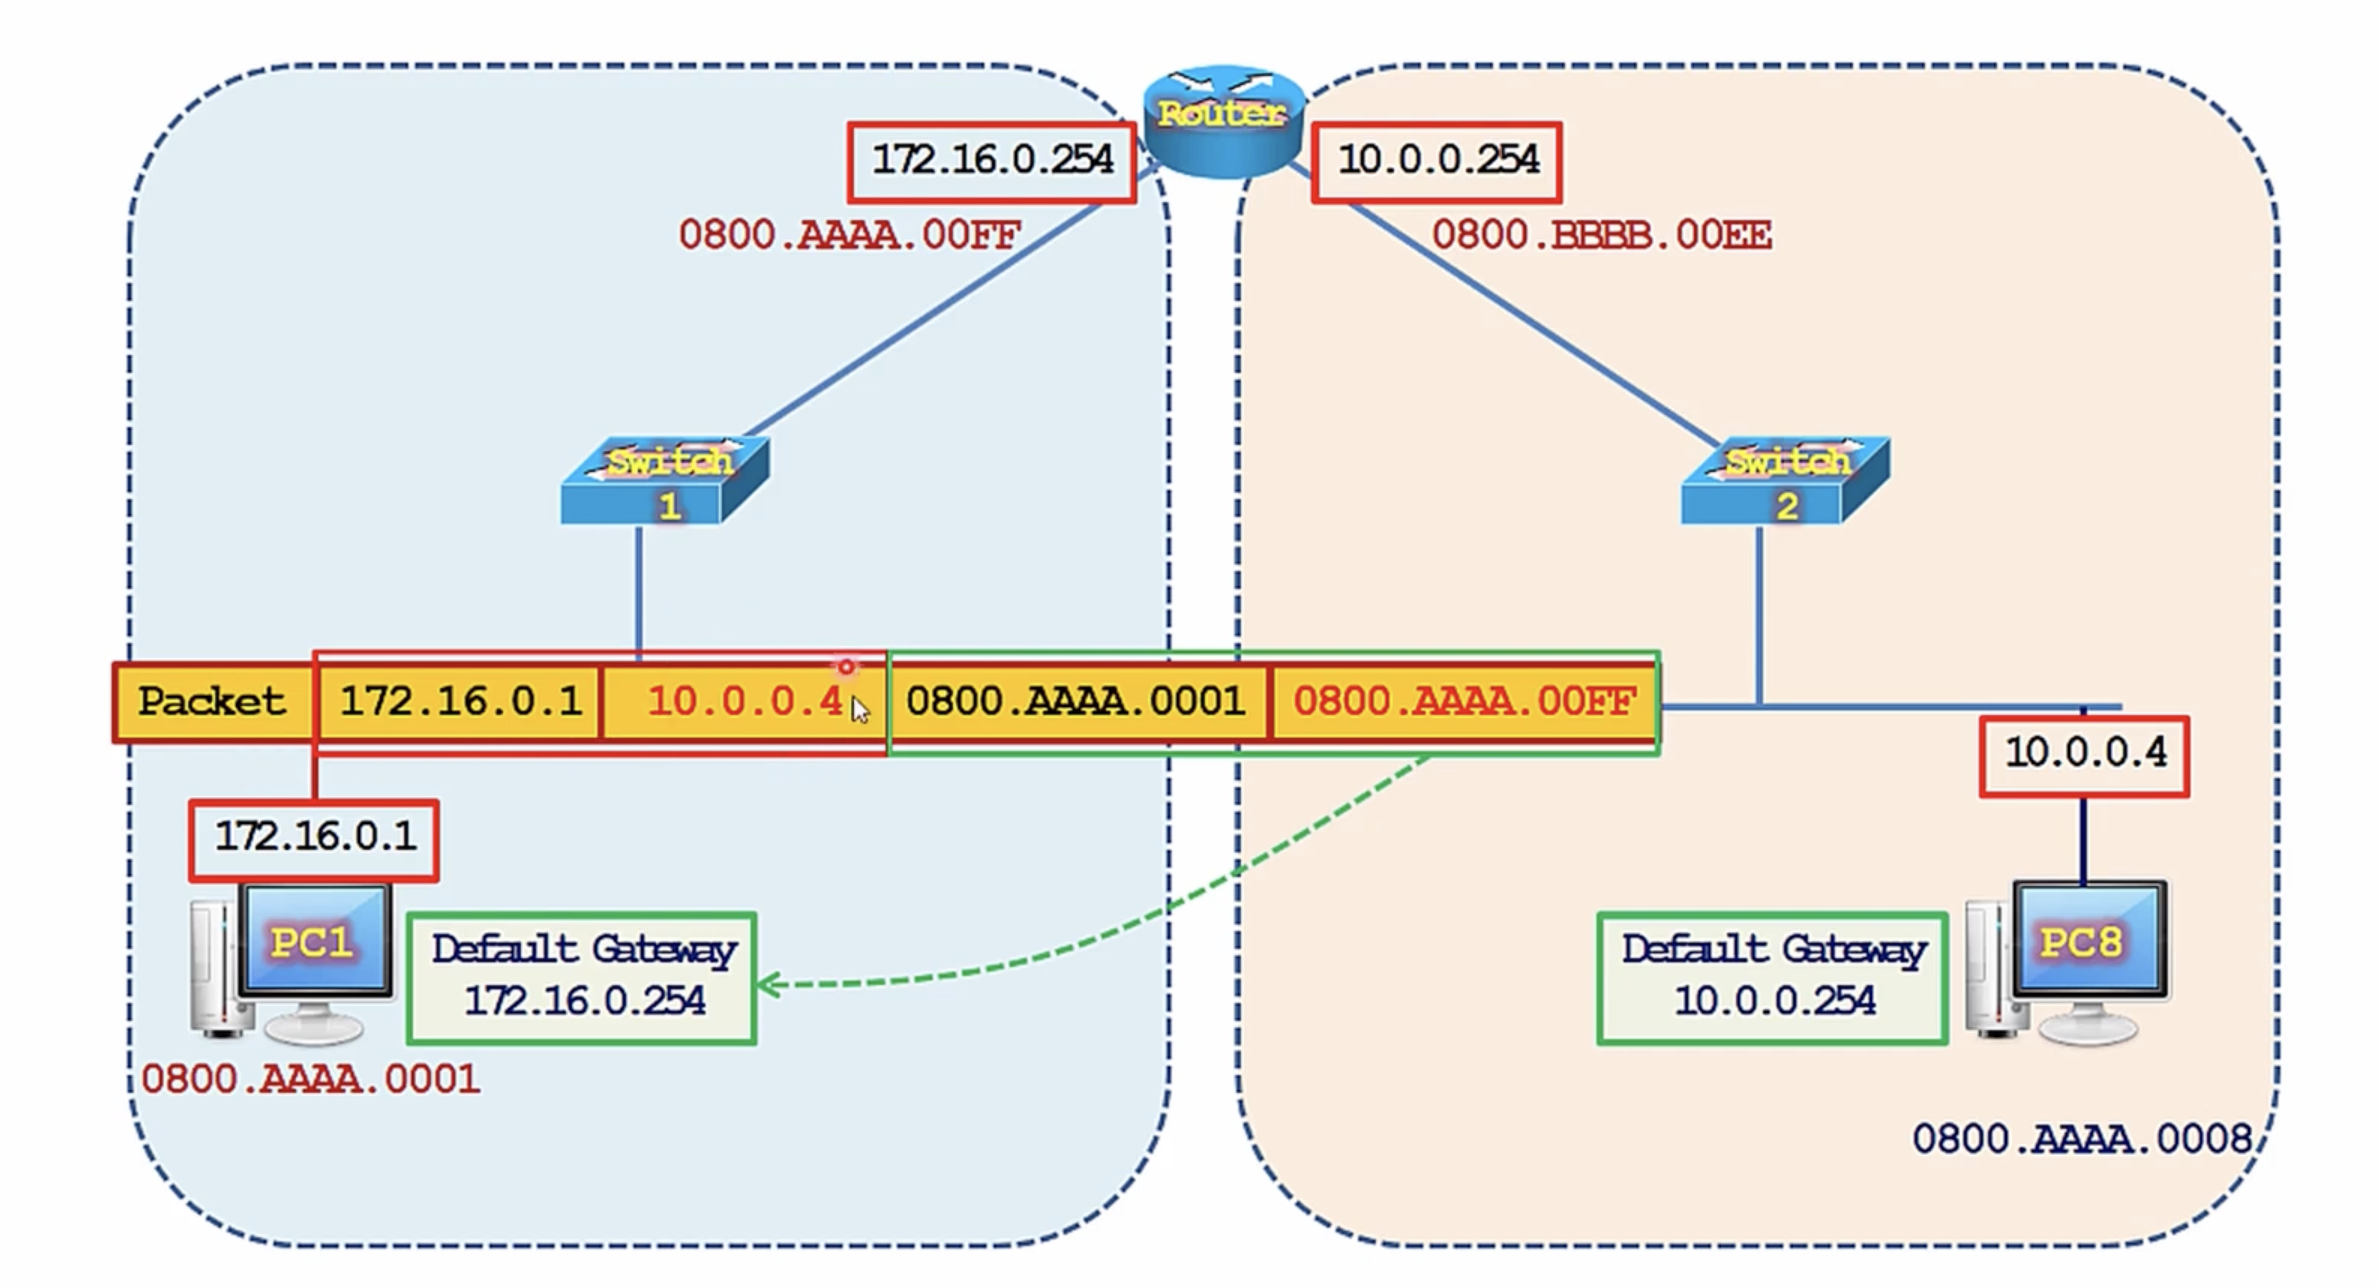 Router
172.16.0.254
10.0.0.254
0800.AAAA.00FF
0800.BBBB.00EE
Switch
1
Switch
2
Packet 172.16.0.1 10.0.0.4 0800.AAAA.0001 0800.AAAA.00FF
10.0.0.4
172.16.0.1
PC1
Default Gateway
172.16.0.254
Default Gateway
10.0.0.254
PC8
0800.AAAA.0001
0800.AAAA.0008